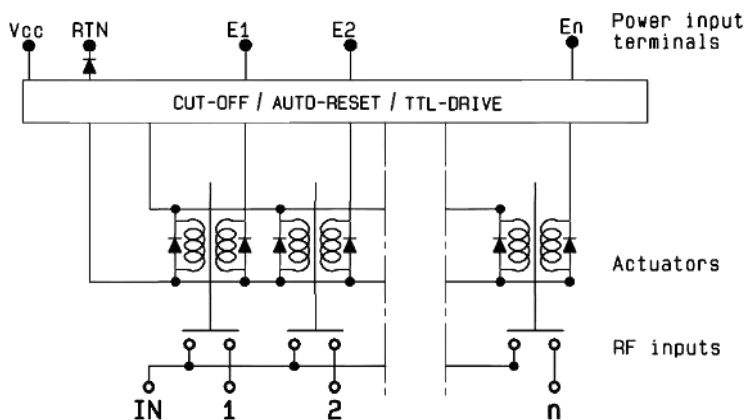 Vcc RTN E1 E2 En Power input
terminals
CUT-OFF / AUTO-RESET / TTL-DRIVE
Actuators
RF inputs
IN 1 2 n